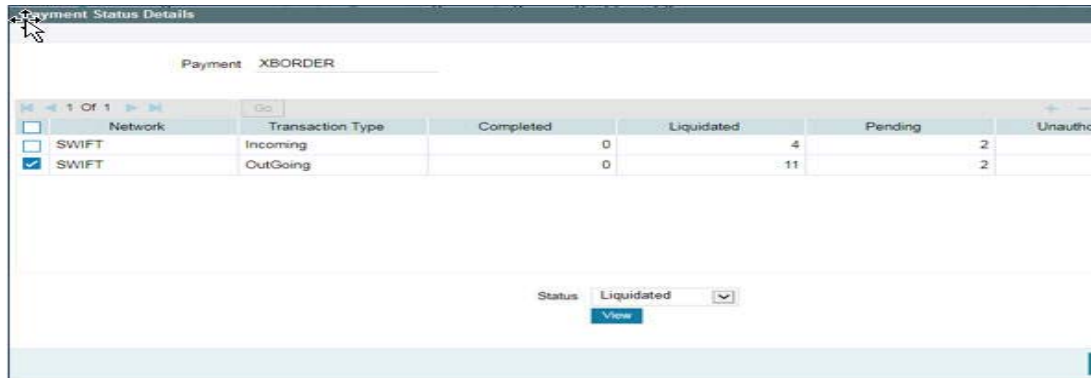 Payment Status Details
Payment XBORDER
1 Of 1 Go
Network Transaction Type Completed Liquidated Pending Unautho
SWIFT Incoming 0 4 2
SWIFT OutGoing 0 11 2
Status Liquidated
View